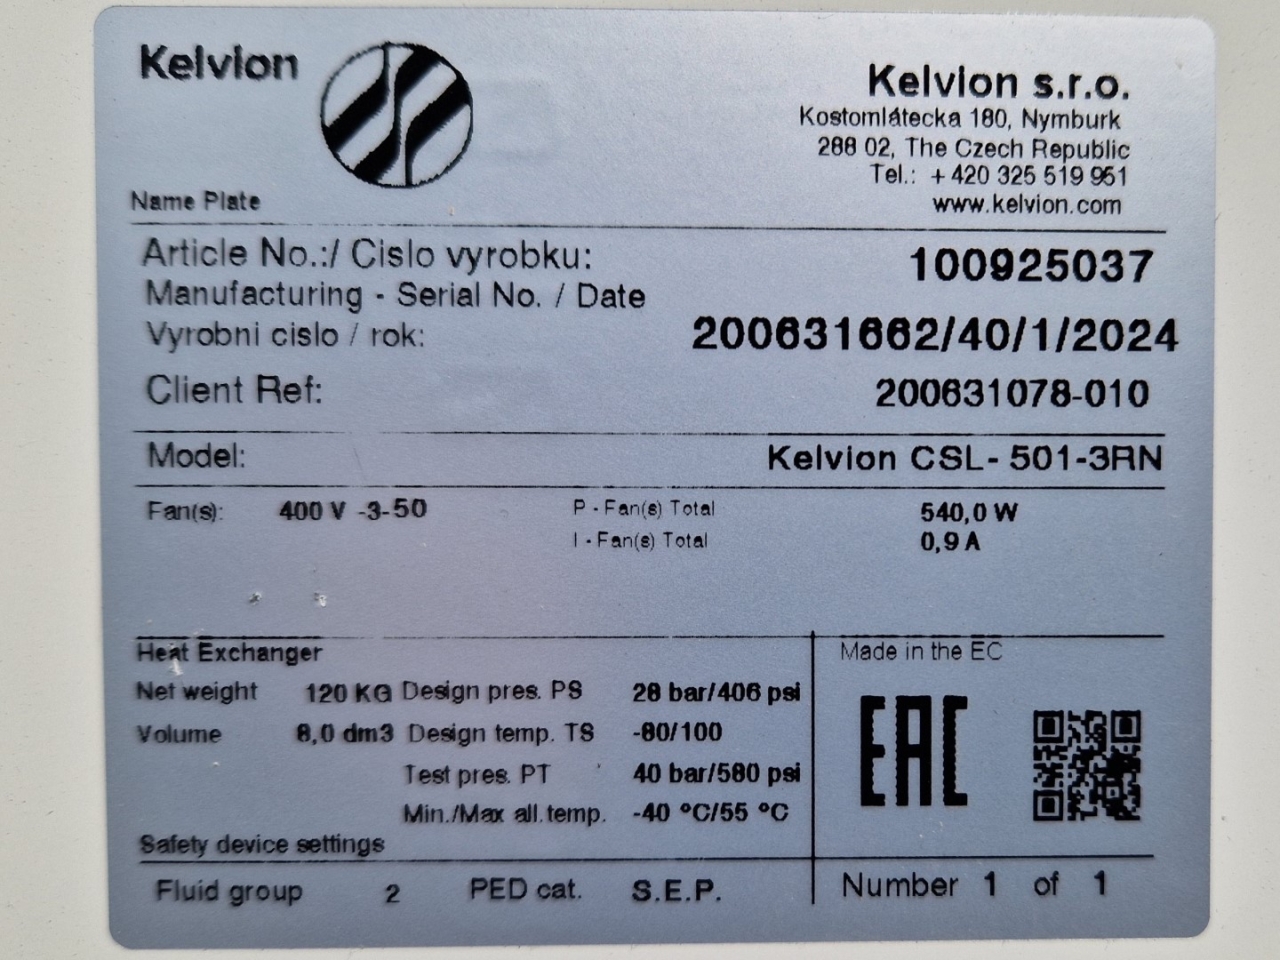 Kelvion
Kelvion s.r.o.
Kostomlátecka 180, Nymburk
288 02, The Czech Republic
Tel.: +420 325 519 951
www.kelvion.com
Name Plate
Article No.:/ Cislo vyrobku: 100925037
Manufacturing - Serial No. / Date
Vyrobni cislo / rok: 200631662/40/1/2024
Client Ref: 200631078-010
Model: Kelvion CSL- 501-3RN
Fan(s): 400 V -3-50 P - Fan(s) Total 540,0 W
I - Fan(s) Total 0,9 A
Heat Exchanger
Made in the EC
Net weight 120 KG Design pres. PS 28 bar/406 psi
Volume 8,0 dm3 Design temp. TS -80/100
Test pres. PT 40 bar/580 psi
Min./Max all.temp. -40 °C/55 °C
EAC
Safety device settings
Fluid group 2 PED cat. S.E.P.
Number 1 of 1